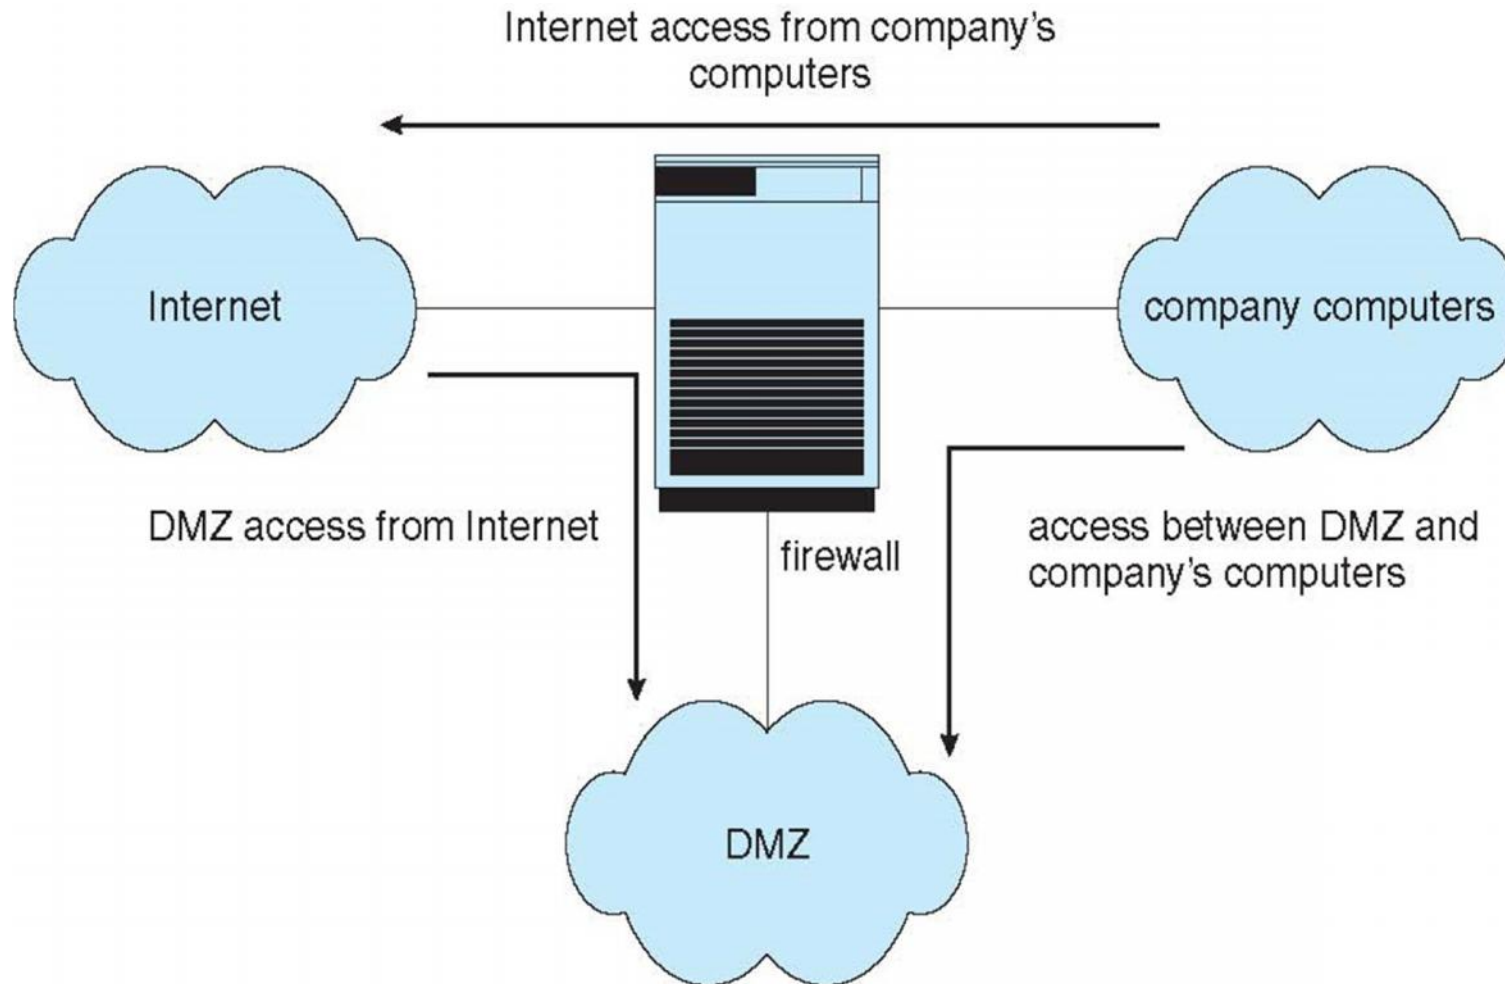 Internet access from company's
computers
Internet
company computers
DMZ access from Internet
firewall
access between DMZ and
company's computers
DMZ